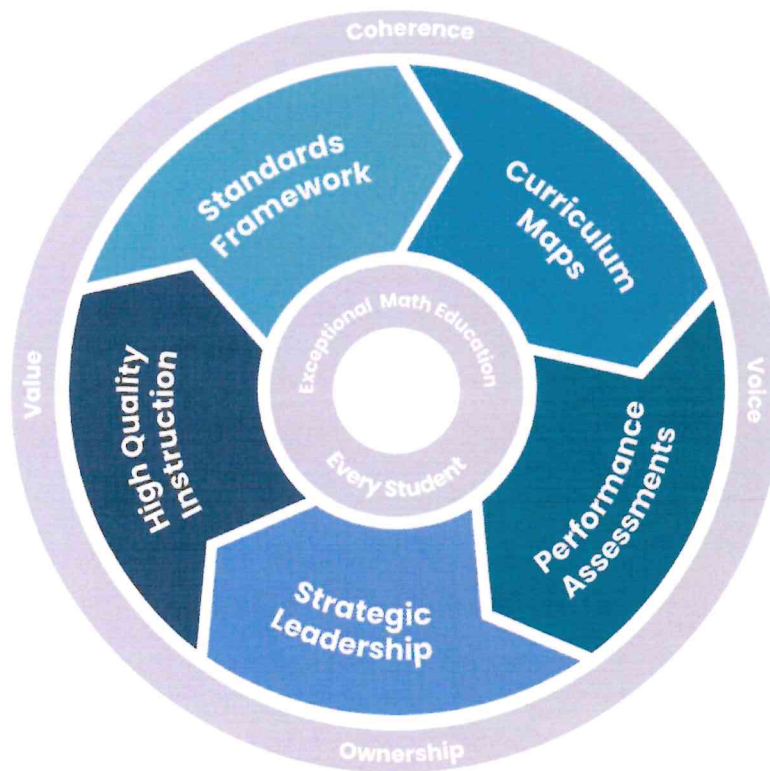 Coherence
Standards
Framework
Curriculum
Maps
Exceptional Math Education
Every Student
Value
Voice
High Quality
Instruction
Performance
Assessments
Strategic
Leadership
Ownership